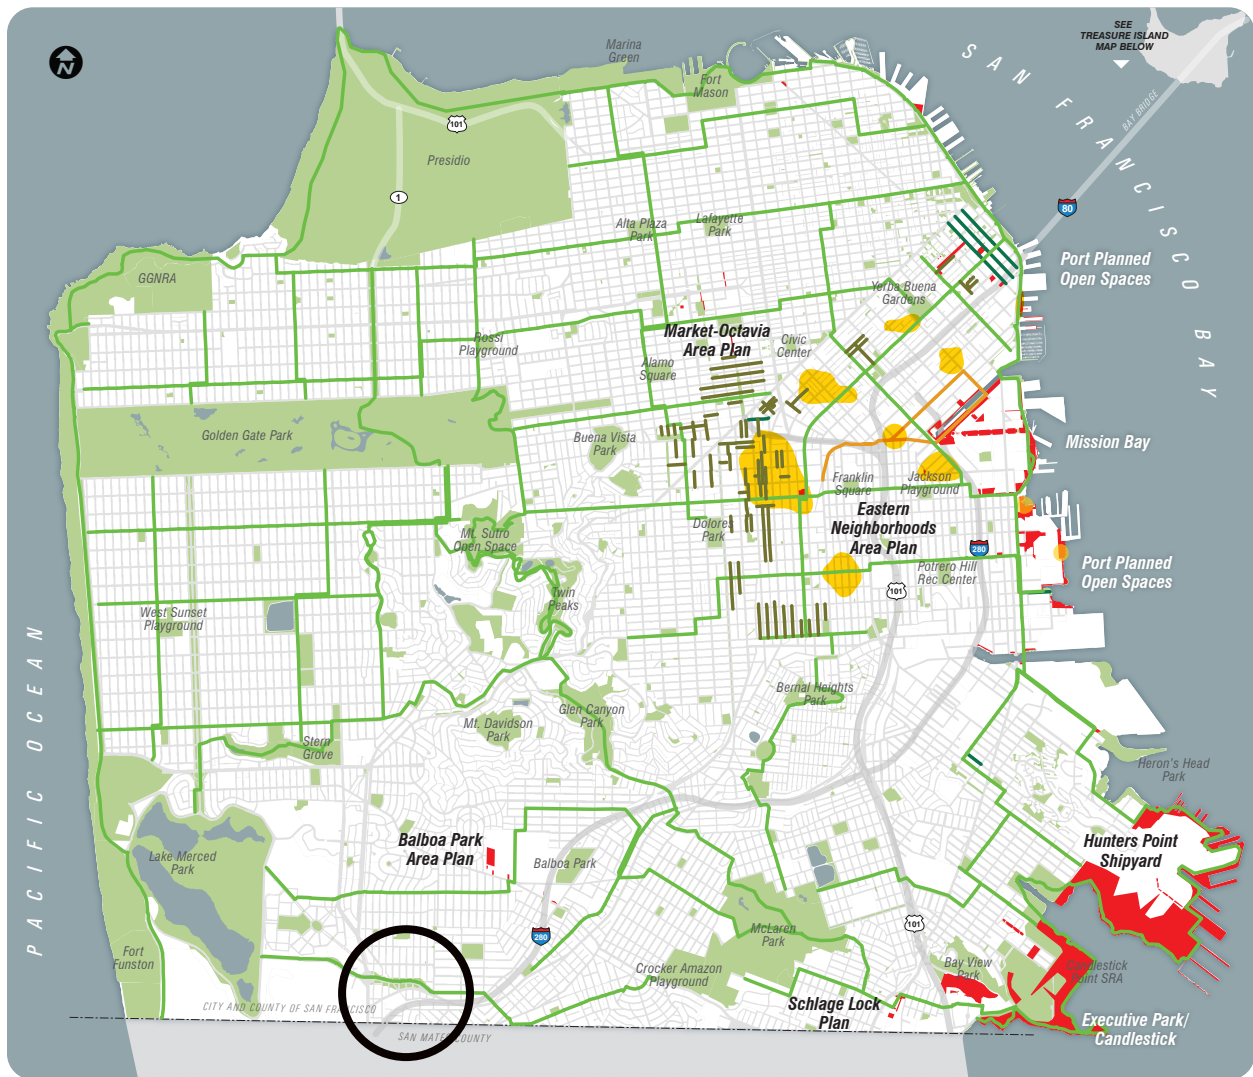 SEE
TREASURE ISLAND
MAP BELOW
N
SAN FRANCISCO BAY
BAY BRIDGE
Marina
Green
Fort
Mason
101
Presidio
1
80
Alta Plaza
Park
Lafayette
Park
Port Planned
Open Spaces
GGNRA
Yerba Buena
Gardens
Rossi
Playground
Market-Octavia
Area Plan
Civic
Center
Alamo
Square
Golden Gate Park
Buena Vista
Park
Mission Bay
Franklin
Square
Jackson
Playground
Eastern
Neighborhoods
Area Plan
Dolores
Park
Mt. Sutro
Open Space
280
Port Planned
Open Spaces
Potrero Hill
Rec Center
101
Twin
Peaks
West Sunset
Playground
PACIFIC OCEAN
Bernal Heights
Park
Glen Canyon
Park
Mt. Davidson
Park
Stern
Grove
Heron's Head
Park
Hunters Point
Shipyard
Balboa Park
Area Plan
Balboa Park
Lake Merced
Park
McLaren
Park
101
280
Fort
Funston
Crocker Amazon
Playground
Bay View
Park
Candlestick
Point SRA
Schlage Lock
Plan
Executive Park/
Candlestick
CITY AND COUNTY OF SAN FRANCISCO
SAN MATEO COUNTY